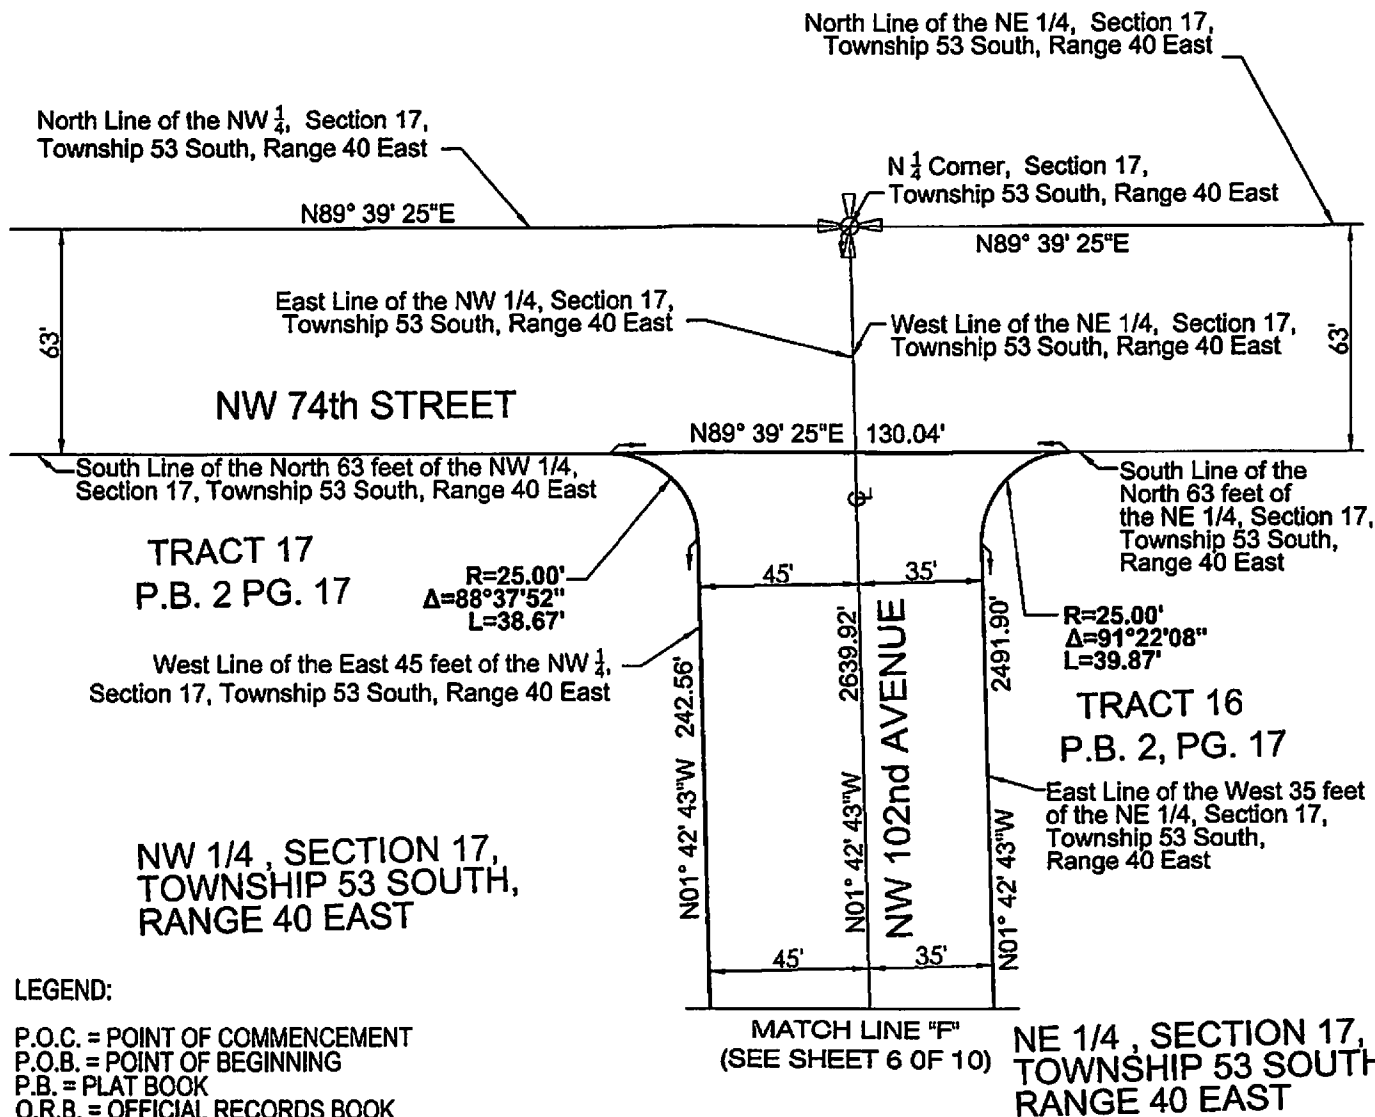 North Line of the NE 1/4, Section 17,
Township 53 South, Range 40 East
North Line of the NW 1/4, Section 17,
Township 53 South, Range 40 East
N 1/4 Corner, Section 17,
Township 53 South, Range 40 East
N89° 39' 25"E
N89° 39' 25"E
East Line of the NW 1/4, Section 17,
Township 53 South, Range 40 East
West Line of the NE 1/4, Section 17,
Township 53 South, Range 40 East
63'
63'
NW 74th STREET
N89° 39' 25"E 130.04'
South Line of the North 63 feet of the NW 1/4,
Section 17, Township 53 South, Range 40 East
South Line of the
North 63 feet of
the NE 1/4, Section 17,
Township 53 South,
Range 40 East
TRACT 17
P.B. 2 PG. 17
R=25.00'
Δ=88°37'52"
L=38.67'
45'
35'
R=25.00'
Δ=91°22'08"
L=39.87'
West Line of the East 45 feet of the NW 1/4,
Section 17, Township 53 South, Range 40 East
N01° 42' 43"W 242.56'
N01° 42' 43"W 2639.92'
NW 102nd AVENUE
N01° 42' 43"W 2491.90'
TRACT 16
P.B. 2, PG. 17
East Line of the West 35 feet
of the NE 1/4, Section 17,
Township 53 South,
Range 40 East
NW 1/4 , SECTION 17,
TOWNSHIP 53 SOUTH,
RANGE 40 EAST
45'
35'
LEGEND:
P.O.C. = POINT OF COMMENCEMENT
P.O.B. = POINT OF BEGINNING
P.B. = PLAT BOOK
O.R.B. = OFFICIAL RECORDS BOOK
MATCH LINE "F"
(SEE SHEET 6 0F 10)
NE 1/4 , SECTION 17,
TOWNSHIP 53 SOUTH
RANGE 40 EAST